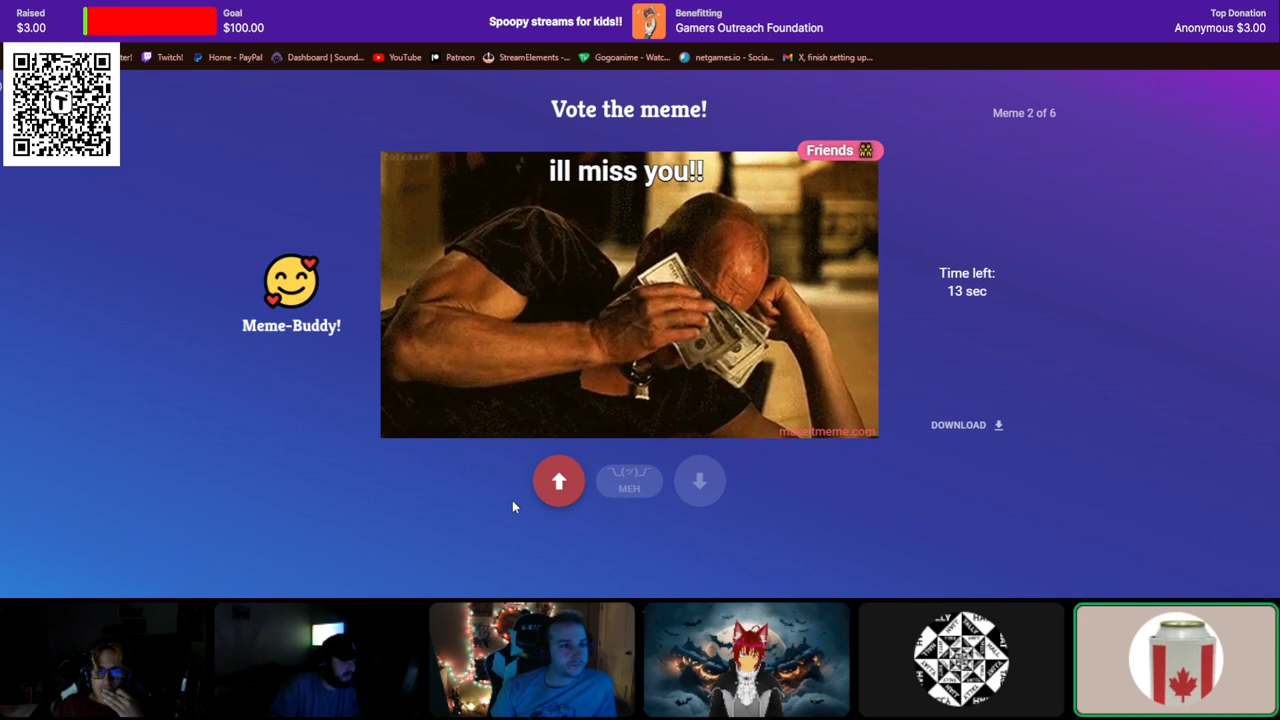 Raised
$3.00
Goal
$100.00
Spoopy streams for kids!!
Benefitting
Gamers Outreach Foundation
Top Donation
Anonymous $3.00
Twitch!
Home - PayPal
Dashboard | Sound...
YouTube
Patreon
StreamElements -...
Gogoanime - Watc...
netgames.io - Socia...
X, finish setting up...
Vote the meme!
Meme 2 of 6
Friends
ill miss you!!
Meme-Buddy!
Time left:
13 sec
makeitmeme.com
DOWNLOAD
¯\_(ツ)_/¯
MEH